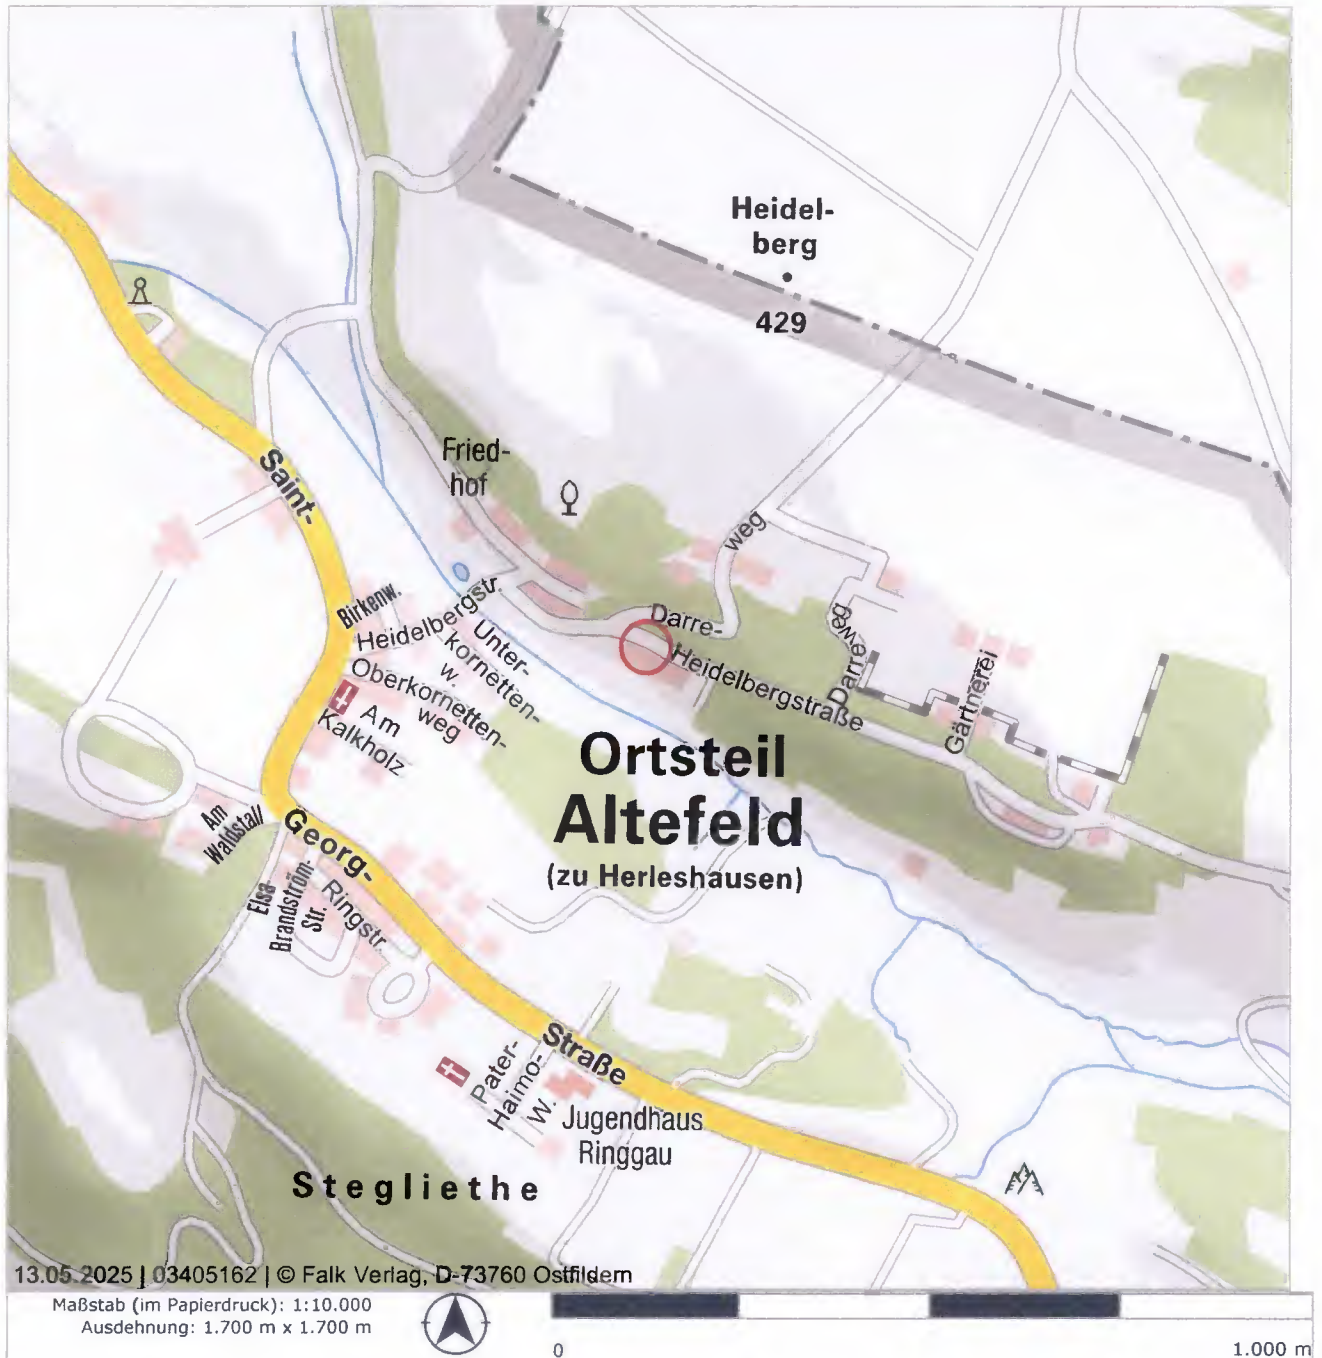 Heidel-
berg
429
Fried-
hof
Saint-
weg
Birkenw.
Heidelbergstr.
Unter-
kornetten-
w.
Oberkornetten-
weg
Am
Kalkholz
Darre-
Heidelbergstraße
Darre
weg
Gärtnerei
Ortsteil
Altefeld
(zu Herleshausen)
Am
Waldstall
Georg-
Elsa-
Brandström-
Str.
Ringstr.
Straße
Pater-
Haimo-
W.
Jugendhaus
Ringgau
Stegliethe
13.05.2025 | 03405162 | © Falk Verlag, D-73760 Ostfildern
Maßstab (im Papierdruck): 1:10.000
Ausdehnung: 1.700 m x 1.700 m
0
1.000 m